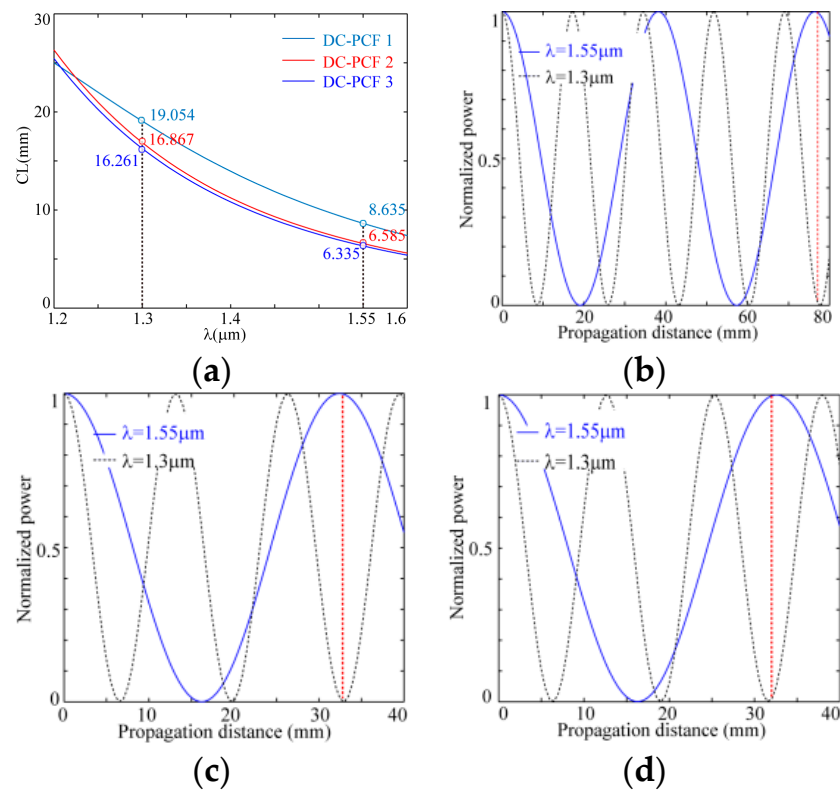 30
DC-PCF 1
DC-PCF 2
DC-PCF 3
20
19.054
16.867
16.261
CL(mm)
10
8.635
6.585
6.335
0
1.2 1.3 1.4 1.55 1.6
λ(μm)
(a)
1
λ=1.55μm
λ=1.3μm
Normalized power
0.5
0
0 20 40 60 80
Propagation distance (mm)
(b)
1
λ=1.55μm
λ=1.3μm
Normalized power
0.5
0
0 10 20 30 40
Propagation distance (mm)
(c)
1
λ=1.55μm
λ=1.3μm
Normalized power
0.5
0
0 10 20 30 40
Propagation distance (mm)
(d)